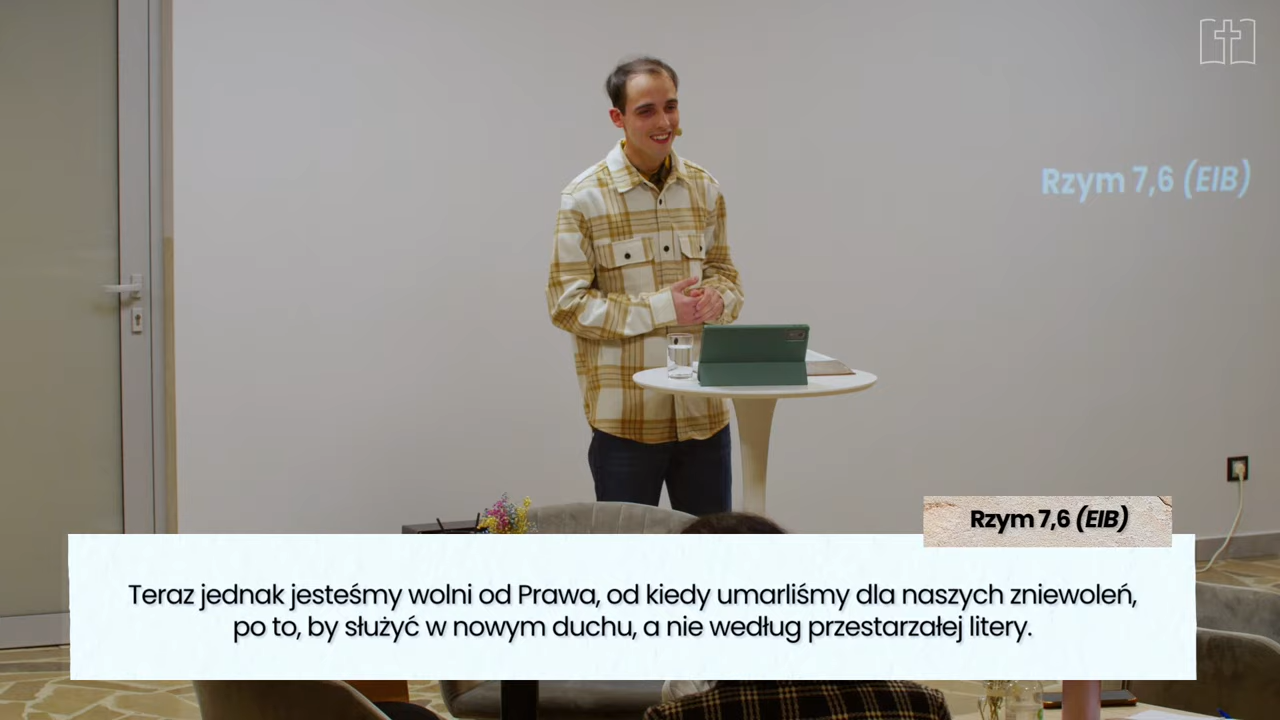 Rzym 7,6 (EIB)
Rzym 7,6 (EIB)
Teraz jednak jesteśmy wolni od Prawa, od kiedy umarliśmy dla naszych zniewoleń,
po to, by służyć w nowym duchu, a nie według przestarzałej litery.